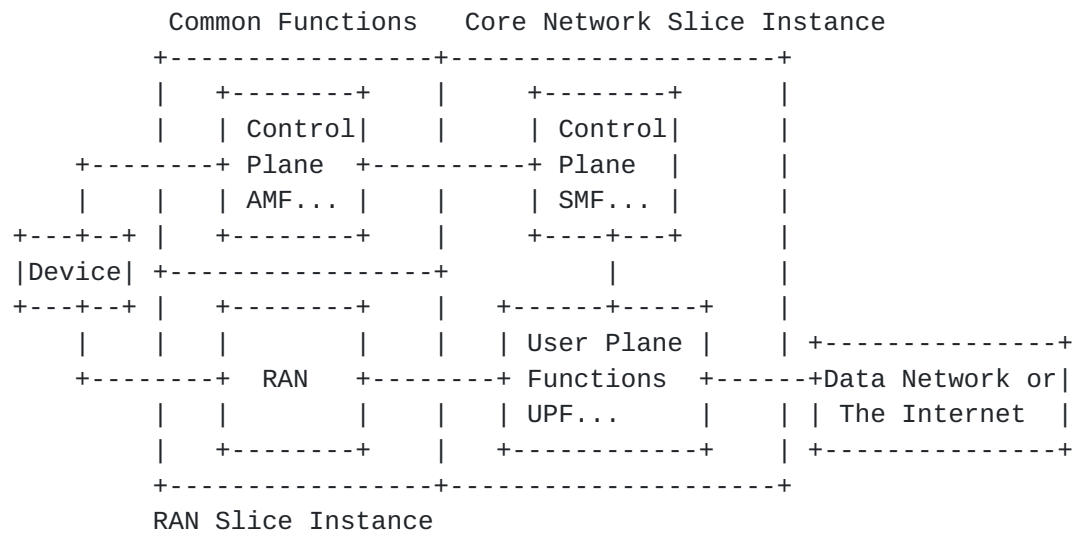 Common Functions Core Network Slice Instance
Control Control
Plane Plane
AMF... SMF...
Device
User Plane
RAN Functions Data Network or
UPF... The Internet
RAN Slice Instance